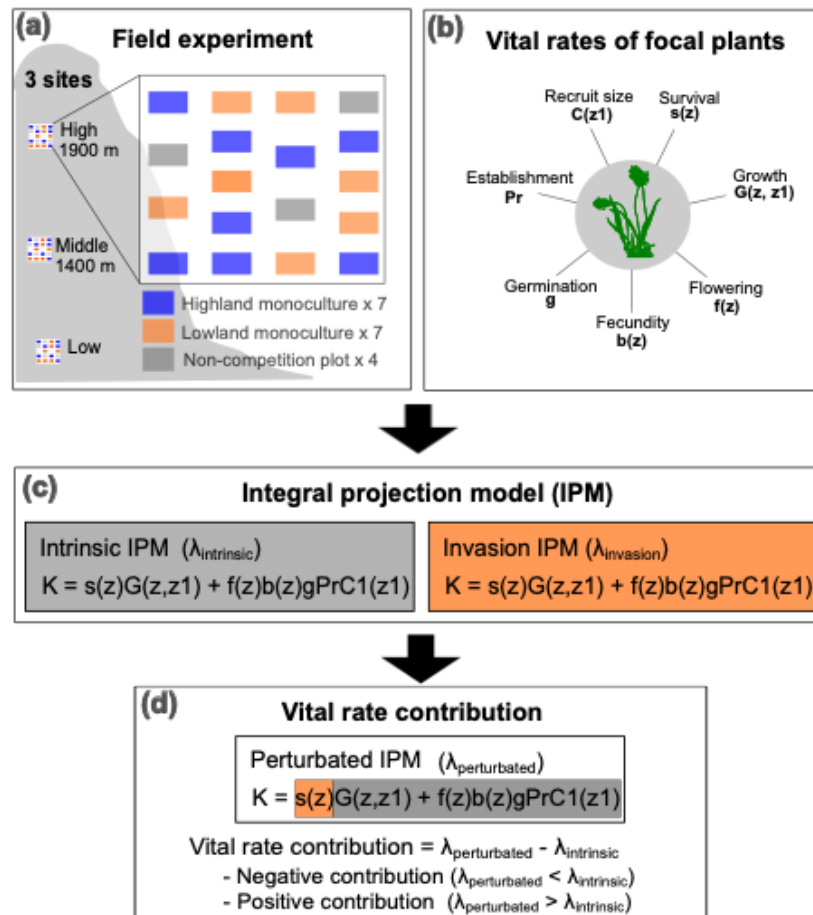 (a)
Field experiment
3 sites
High
1900 m
Middle
1400 m
Low
Highland monoculture x 7
Lowland monoculture x 7
Non-competition plot x 4
(b)
Vital rates of focal plants
Recruit size
C(z1)
Survival
s(z)
Establishment
Pr
Growth
G(z, z1)
Germination
g
Flowering
f(z)
Fecundity
b(z)
(c)
Integral projection model (IPM)
Intrinsic IPM (λintrinsic)
K = s(z)G(z,z1) + f(z)b(z)gPrC1(z1)
Invasion IPM (λinvasion)
K = s(z)G(z,z1) + f(z)b(z)gPrC1(z1)
(d)
Vital rate contribution
Perturbated IPM (λperturbated)
K = s(z)G(z,z1) + f(z)b(z)gPrC1(z1)
Vital rate contribution = λperturbated - λintrinsic
- Negative contribution (λperturbated < λintrinsic)
- Positive contribution (λperturbated > λintrinsic)